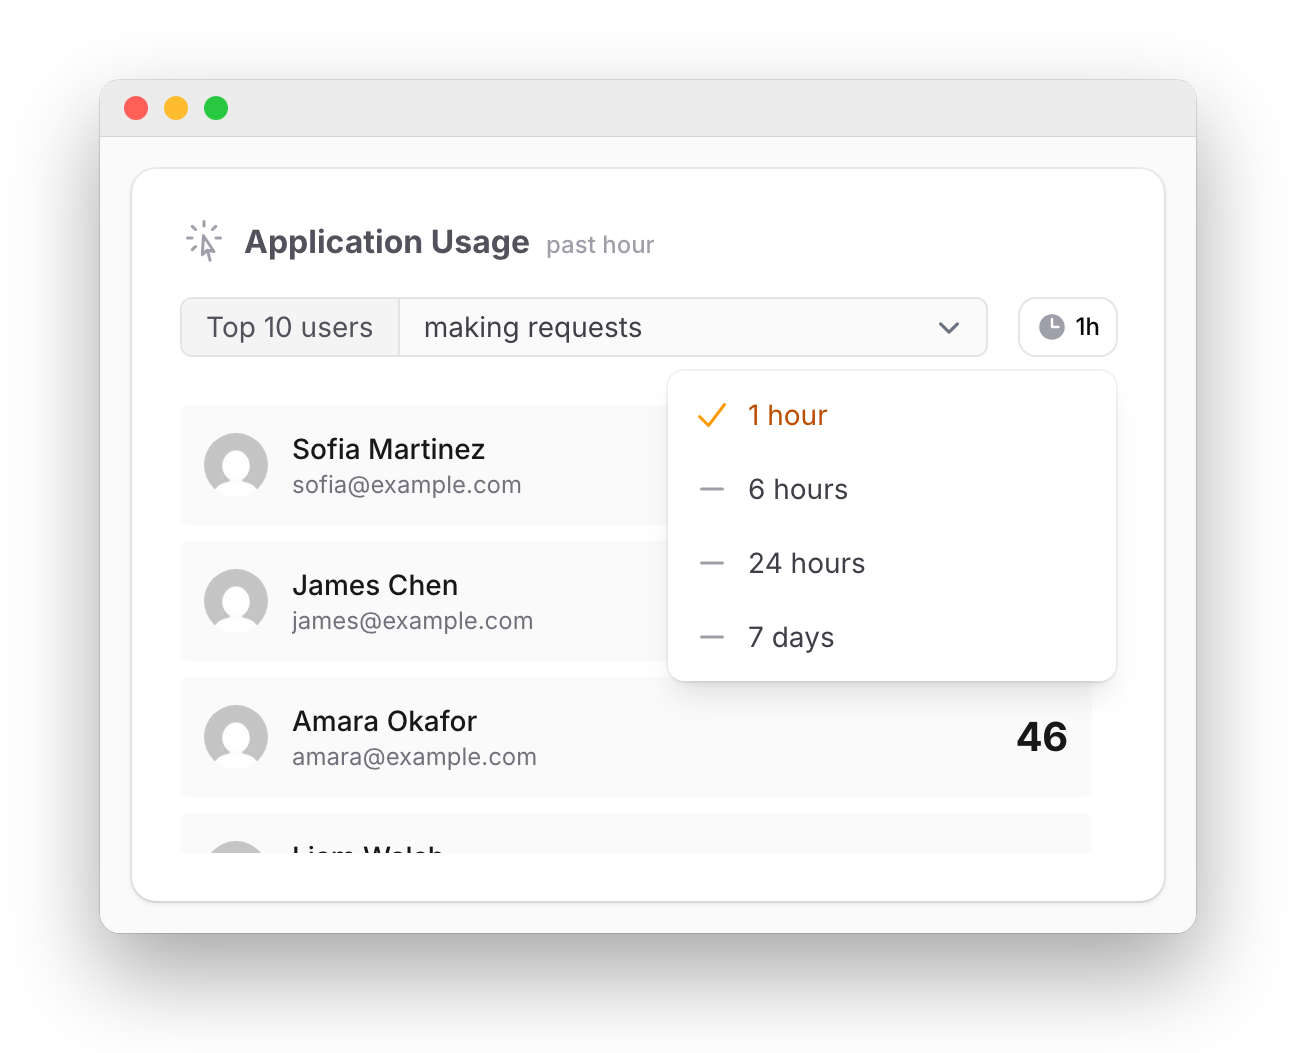 Application Usage past hour
Top 10 users making requests 1h
1 hour
6 hours
24 hours
7 days
Sofia Martinez
sofia@example.com
James Chen
james@example.com
Amara Okafor
amara@example.com
46